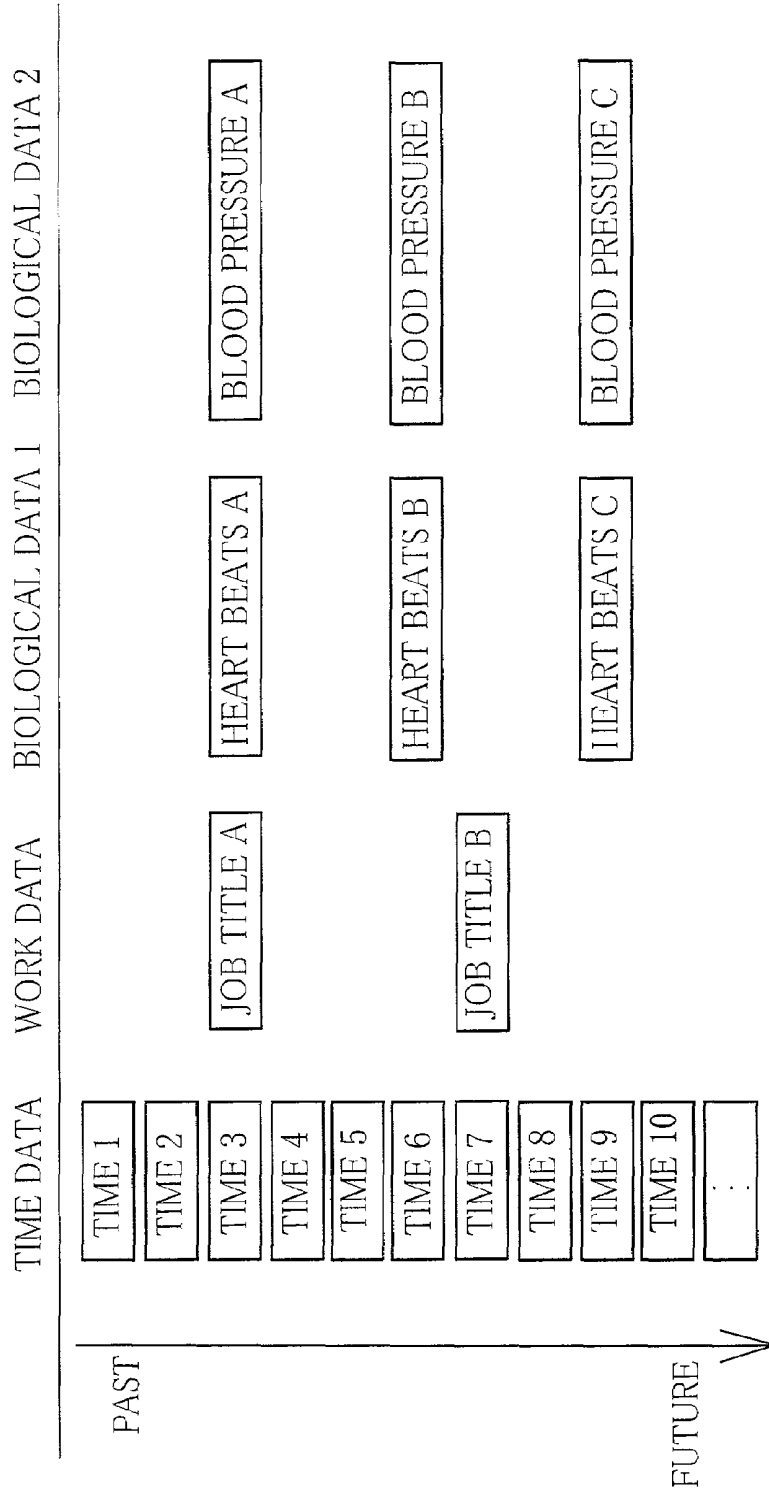 TIME DATA WORK DATA BIOLOGICAL DATA 1 BIOLOGICAL DATA 2
PAST
TIME 1
TIME 2
TIME 3 JOB TITLE A HEART BEATS A BLOOD PRESSURE A
TIME 4
TIME 5
TIME 6 HEART BEATS B BLOOD PRESSURE B
TIME 7 JOB TITLE B
TIME 8
TIME 9 HEART BEATS C BLOOD PRESSURE C
TIME 10
...
FUTURE